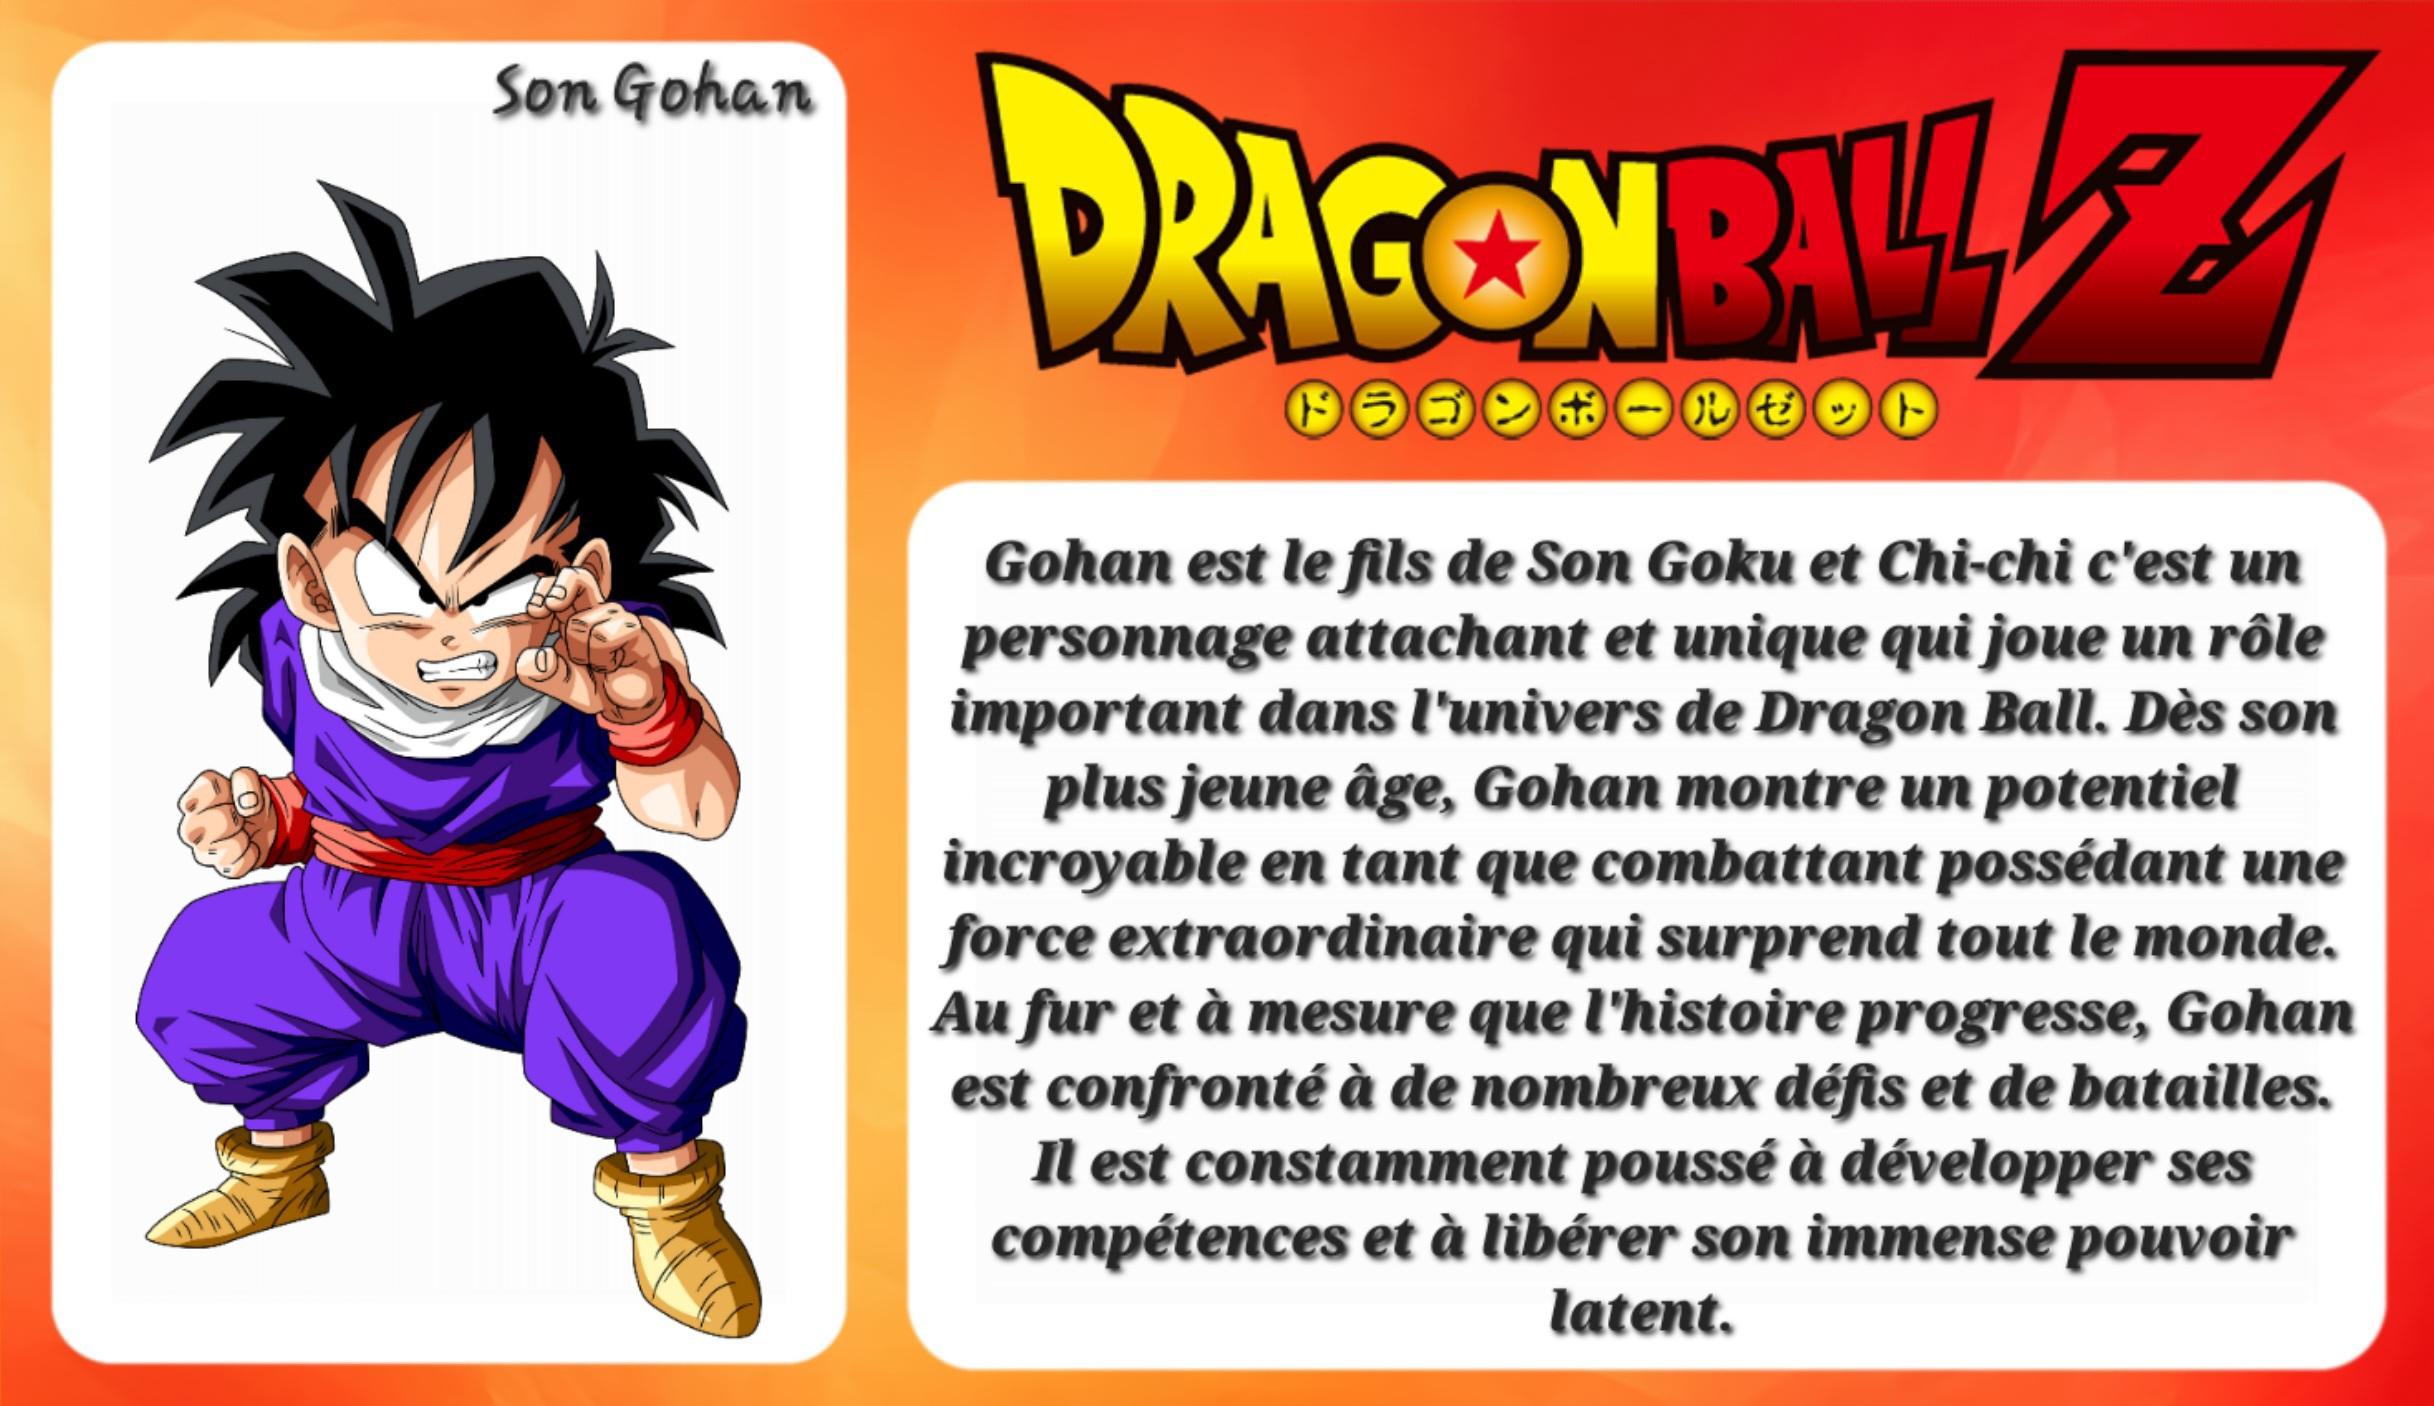 Son Gohan
DRAGONBALL Z
ドラゴンボールゼット
Gohan est le fils de Son Goku et Chi-chi c'est un
personnage attachant et unique qui joue un rôle
important dans l'univers de Dragon Ball. Dès son
plus jeune âge, Gohan montre un potentiel
incroyable en tant que combattant possédant une
force extraordinaire qui surprend tout le monde.
Au fur et à mesure que l'histoire progresse, Gohan
est confronté à de nombreux défis et de batailles.
Il est constamment poussé à développer ses
compétences et à libérer son immense pouvoir
latent.